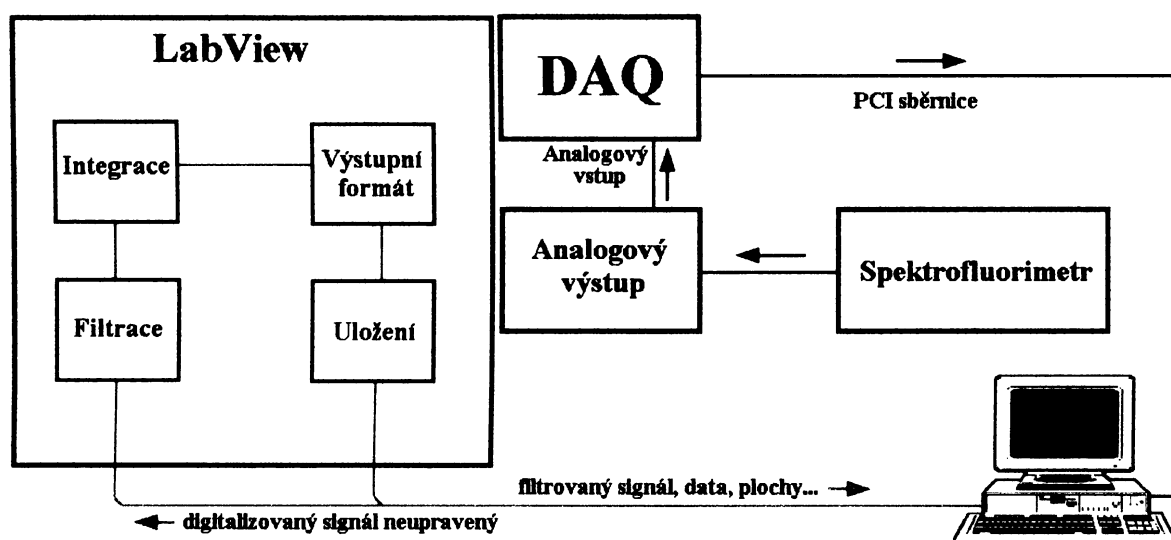 LabView
Integrace
Výstupní
formát
Filtrace
Uložení
DAQ
PCI sběrnice
Analogový
vstup
Analogový
výstup
Spektrofluorimetr
filtrovaný signál, data, plochy...
digitalizovaný signál neupravený